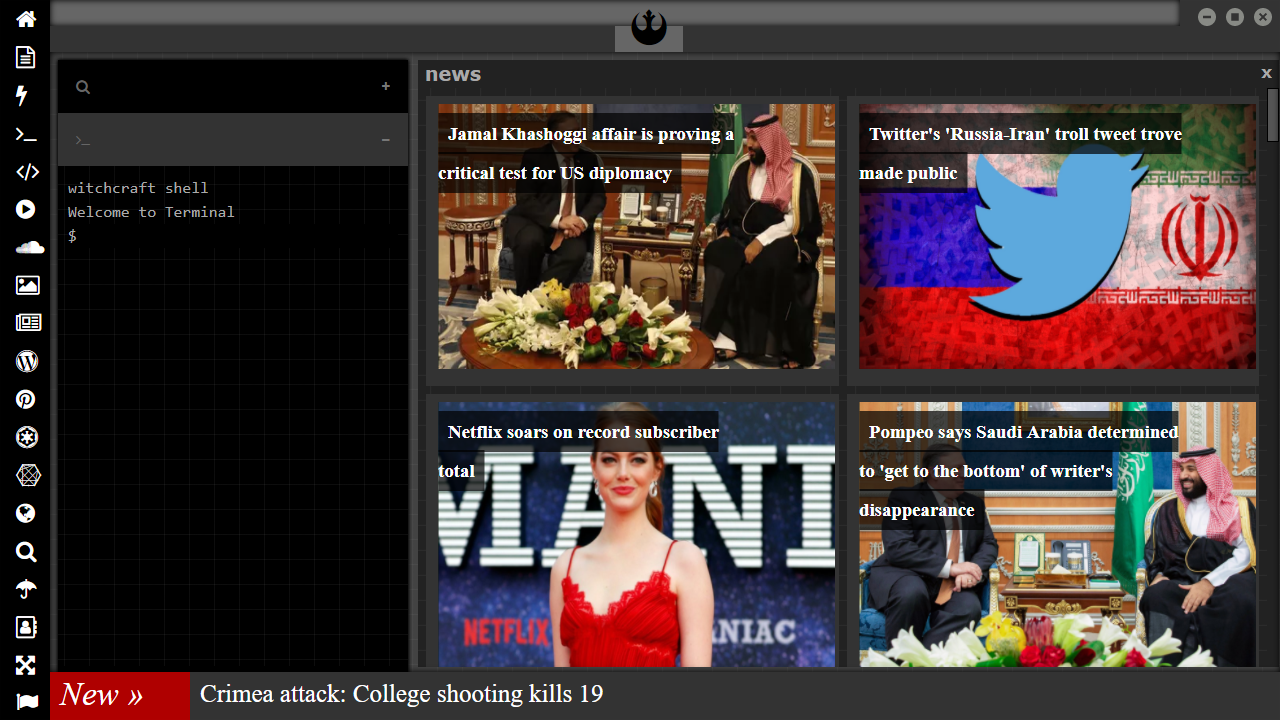 news
x
+
>_
−
witchcraft shell
Welcome to Terminal
$
Jamal Khashoggi affair is proving a
critical test for US diplomacy
Twitter's 'Russia-Iran' troll tweet trove
made public
Netflix soars on record subscriber
total
MANI
NETFLIX
NIAC
Pompeo says Saudi Arabia determined
to 'get to the bottom' of writer's
disappearance
New »
Crimea attack: College shooting kills 19